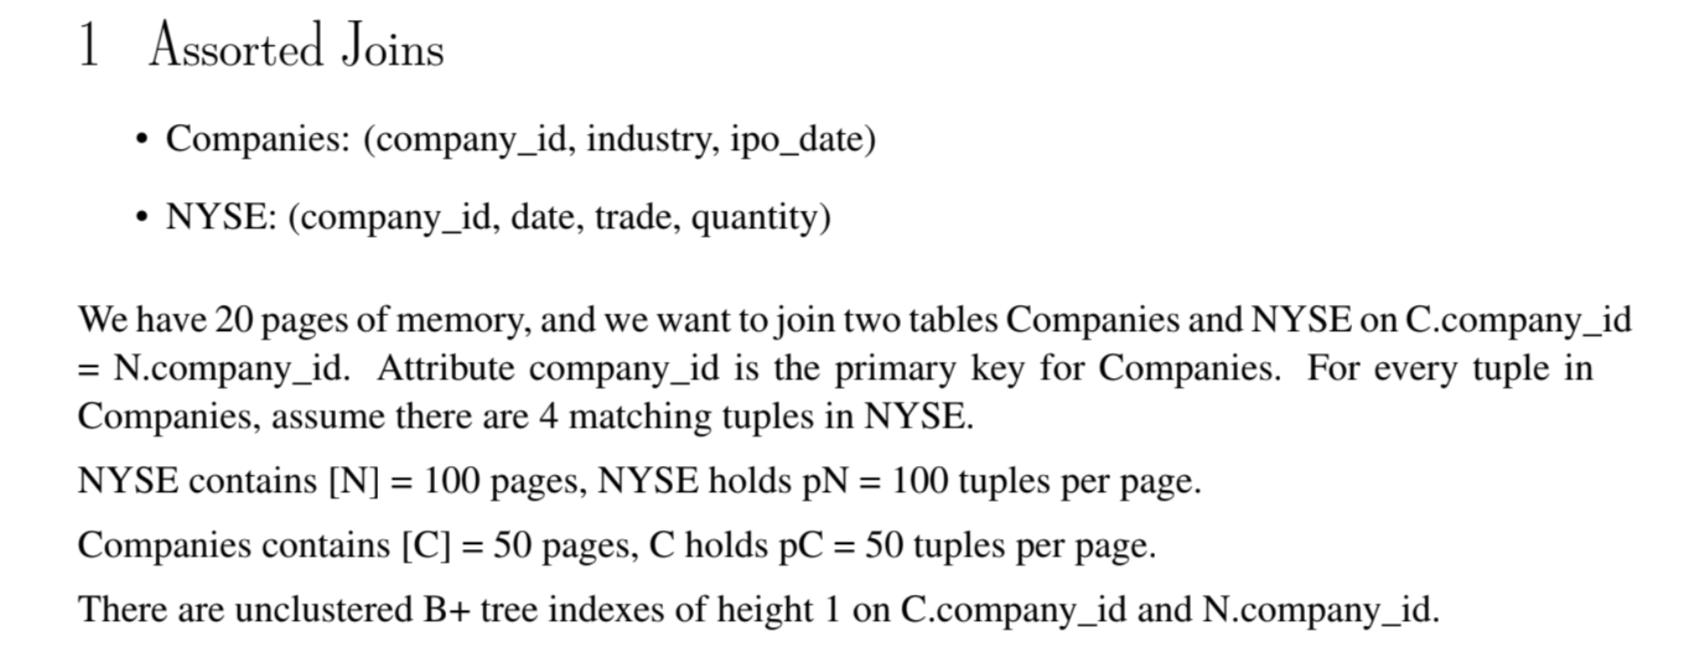 1 Assorted Joins
• Companies: (company_id, industry, ipo_date)
• NYSE: (company_id, date, trade, quantity)
We have 20 pages of memory, and we want to join two tables Companies and NYSE on C.company_id
= N.company_id. Attribute company_id is the primary key for Companies. For every tuple in
Companies, assume there are 4 matching tuples in NYSE.
NYSE contains [N] = 100 pages, NYSE holds pN = 100 tuples per page.
Companies contains [C] = 50 pages, C holds pC = 50 tuples per page.
There are unclustered B+ tree indexes of height 1 on C.company_id and N.company_id.